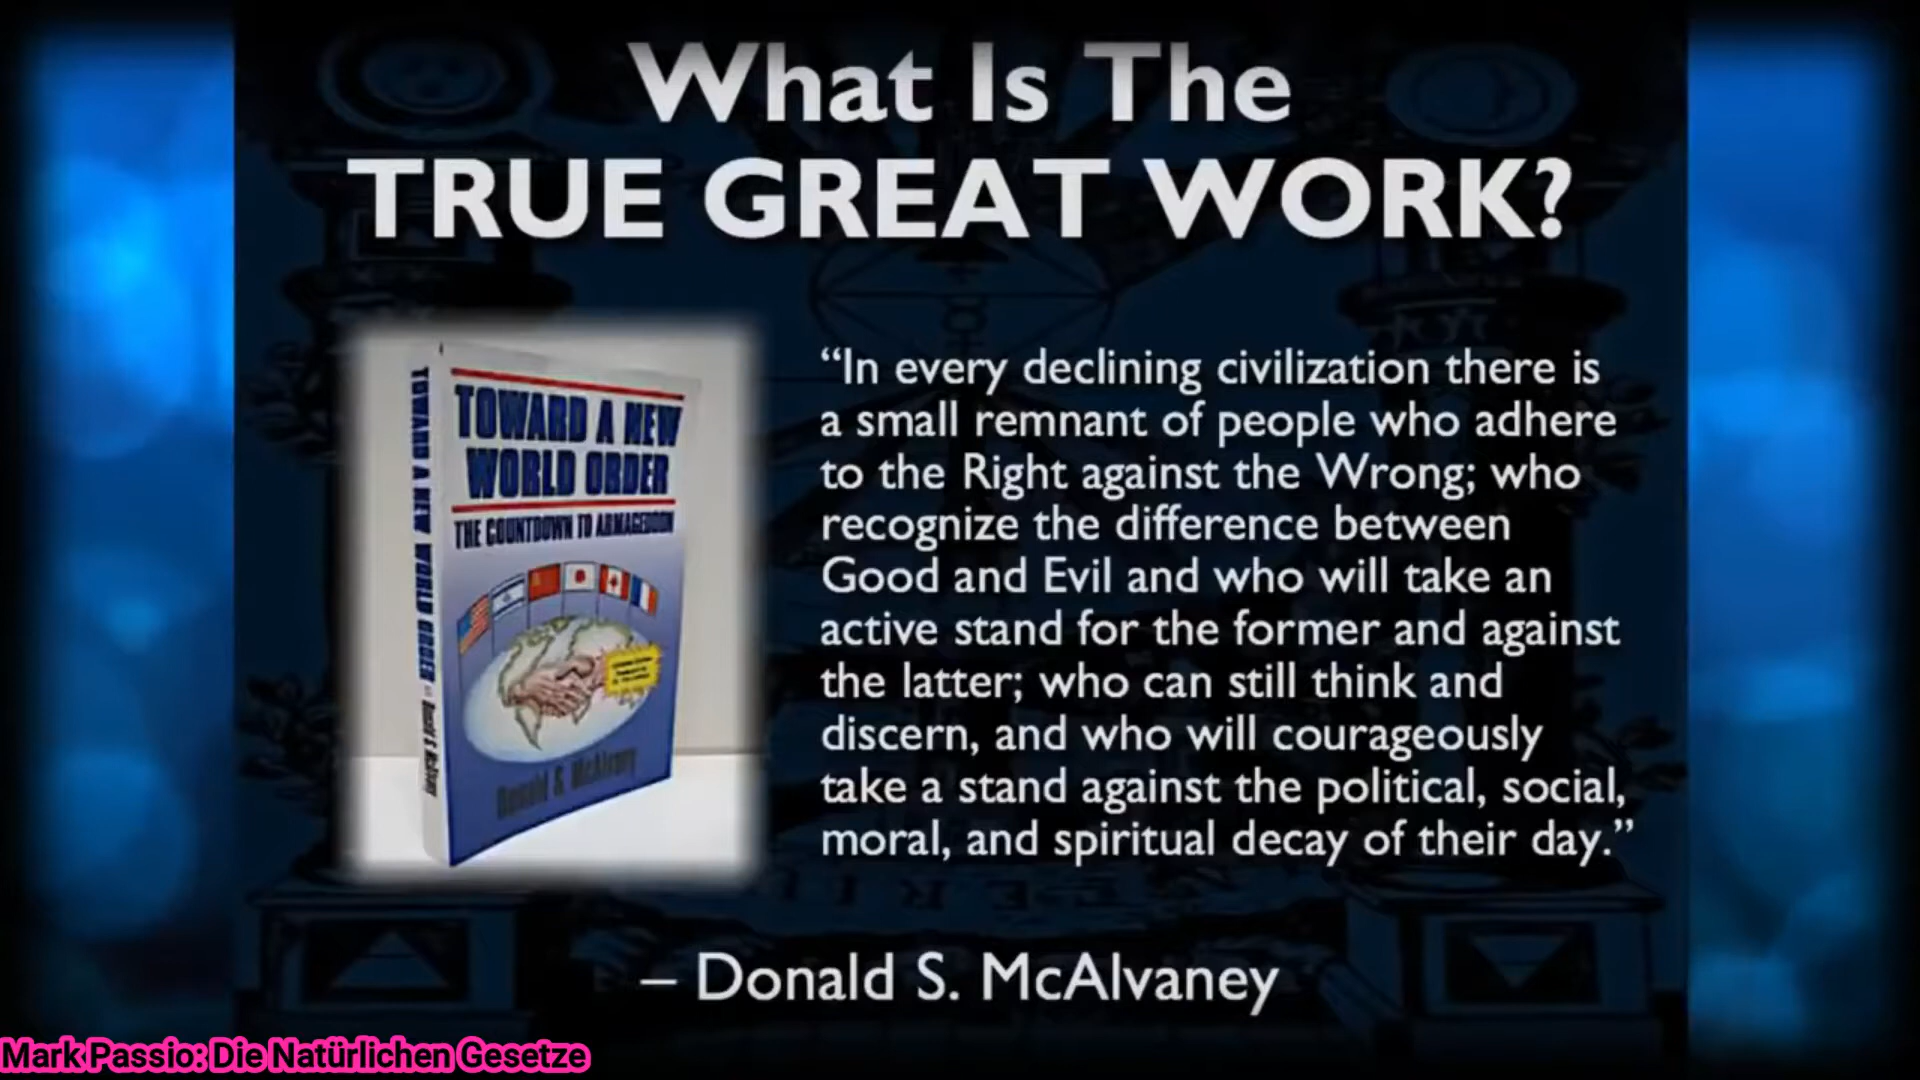 What Is The
TRUE GREAT WORK?
TOWARD A NEW WORLD ORDER
Donald S. McAlvany
TOWARD A NEW
WORLD ORDER
THE COUNTDOWN TO ARMAGEDDON
Donald S. McAlvany
“In every declining civilization there is
a small remnant of people who adhere
to the Right against the Wrong; who
recognize the difference between
Good and Evil and who will take an
active stand for the former and against
the latter; who can still think and
discern, and who will courageously
take a stand against the political, social,
moral, and spiritual decay of their day.”
– Donald S. McAlvaney
Mark Passio: Die Natürlichen Gesetze